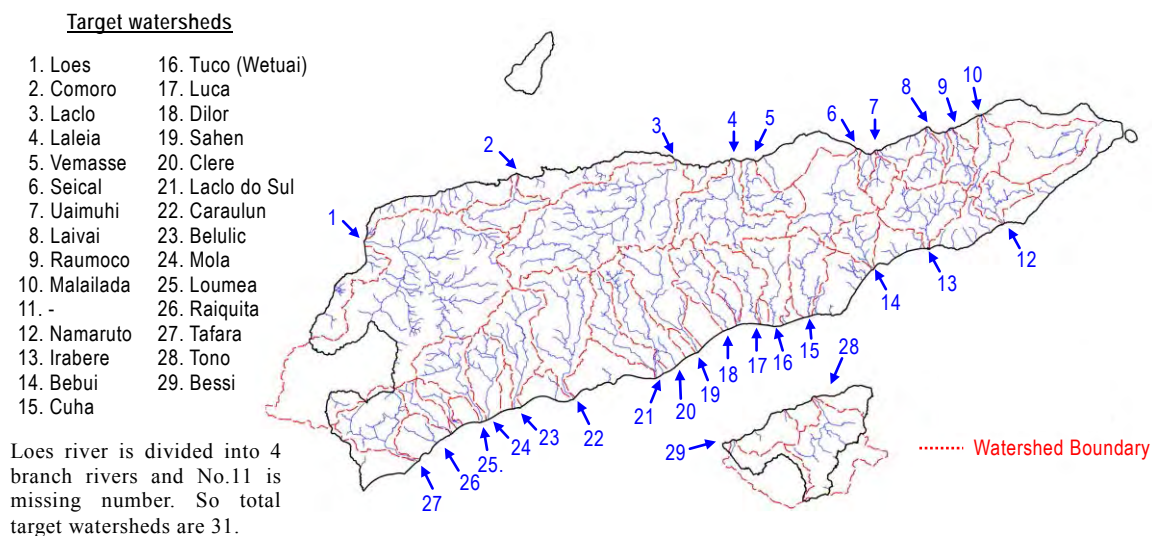 Target watersheds
1. Loes
2. Comoro
3. Laclo
4. Laleia
5. Vemasse
6. Seical
7. Uaimuhi
8. Laivai
9. Raumoco
10. Malailada
11. -
12. Namaruto
13. Irabere
14. Bebui
15. Cuha
16. Tuco (Wetuai)
17. Luca
18. Dilor
19. Sahen
20. Clere
21. Laclo do Sul
22. Caraulun
23. Belulic
24. Mola
25. Loumea
26. Raiquita
27. Tafara
28. Tono
29. Bessi
Loes river is divided into 4
branch rivers and No.11 is
missing number. So total
target watersheds are 31.
1
2
3
4
5
6
7
8
9
10
12
13
14
15
16
17
18
19
20
21
22
23
24
25.
26
27
28
29
Watershed Boundary